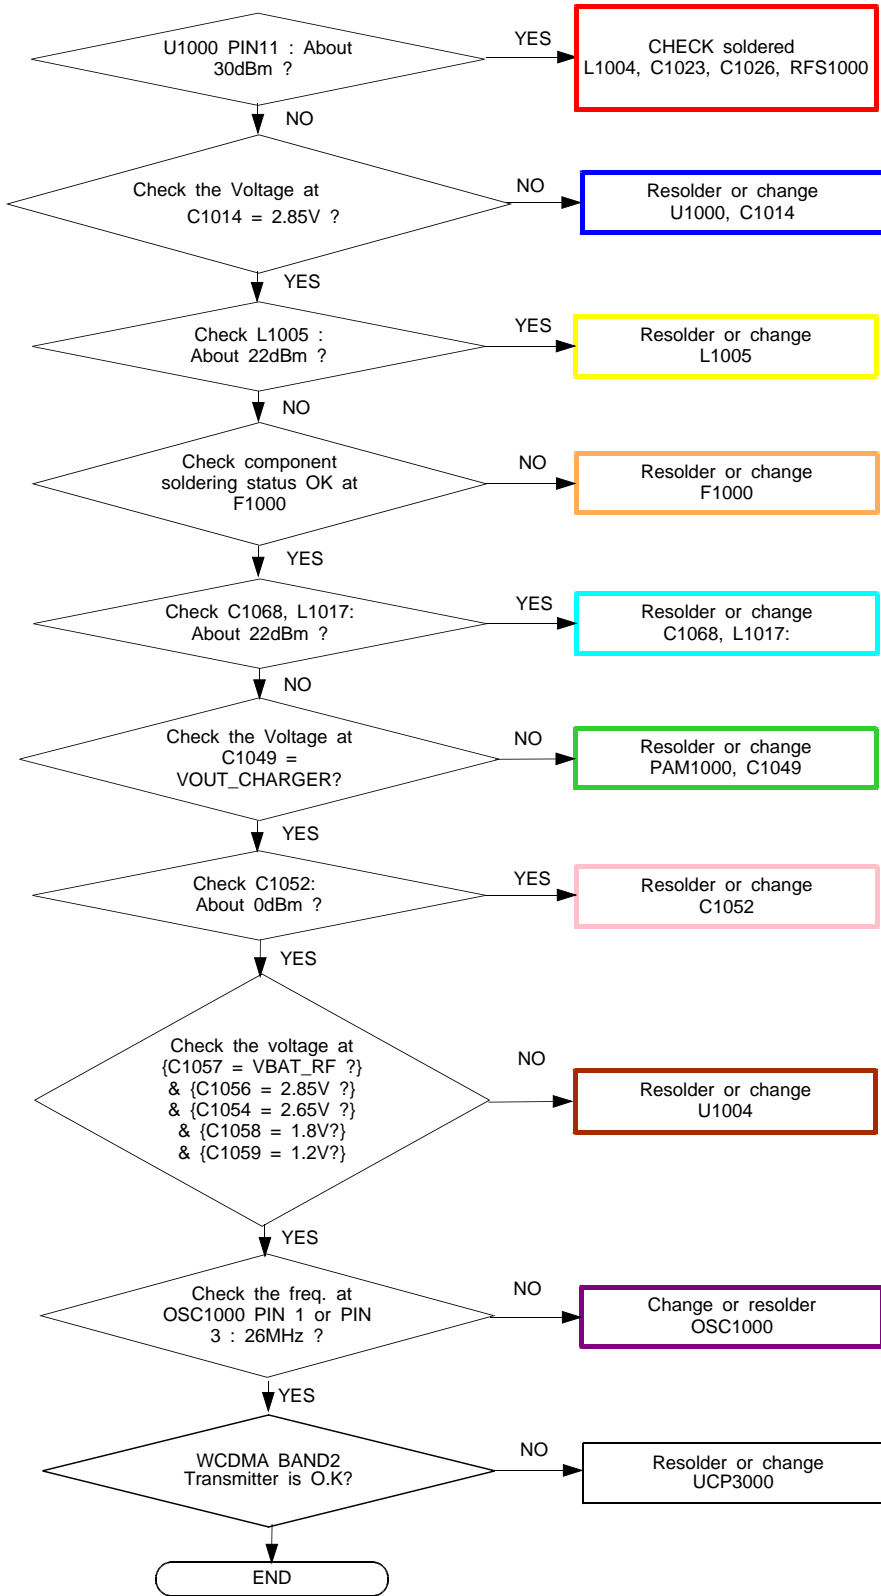 U1000 PIN11 : About
30dBm ?
YES
CHECK soldered
L1004, C1023, C1026, RFS1000
NO
Check the Voltage at
C1014 = 2.85V ?
NO
Resolder or change
U1000, C1014
YES
Check L1005 :
About 22dBm ?
YES
Resolder or change
L1005
NO
Check component
soldering status OK at
F1000
NO
Resolder or change
F1000
YES
Check C1068, L1017:
About 22dBm ?
YES
Resolder or change
C1068, L1017:
NO
Check the Voltage at
C1049 =
VOUT_CHARGER?
NO
Resolder or change
PAM1000, C1049
YES
Check C1052:
About 0dBm ?
YES
Resolder or change
C1052
YES
Check the voltage at
{C1057 = VBAT_RF ?}
& {C1056 = 2.85V ?}
& {C1054 = 2.65V ?}
& {C1058 = 1.8V?}
& {C1059 = 1.2V?}
NO
Resolder or change
U1004
YES
Check the freq. at
OSC1000 PIN 1 or PIN
3 : 26MHz ?
NO
Change or resolder
OSC1000
YES
WCDMA BAND2
Transmitter is O.K?
NO
Resolder or change
UCP3000
END